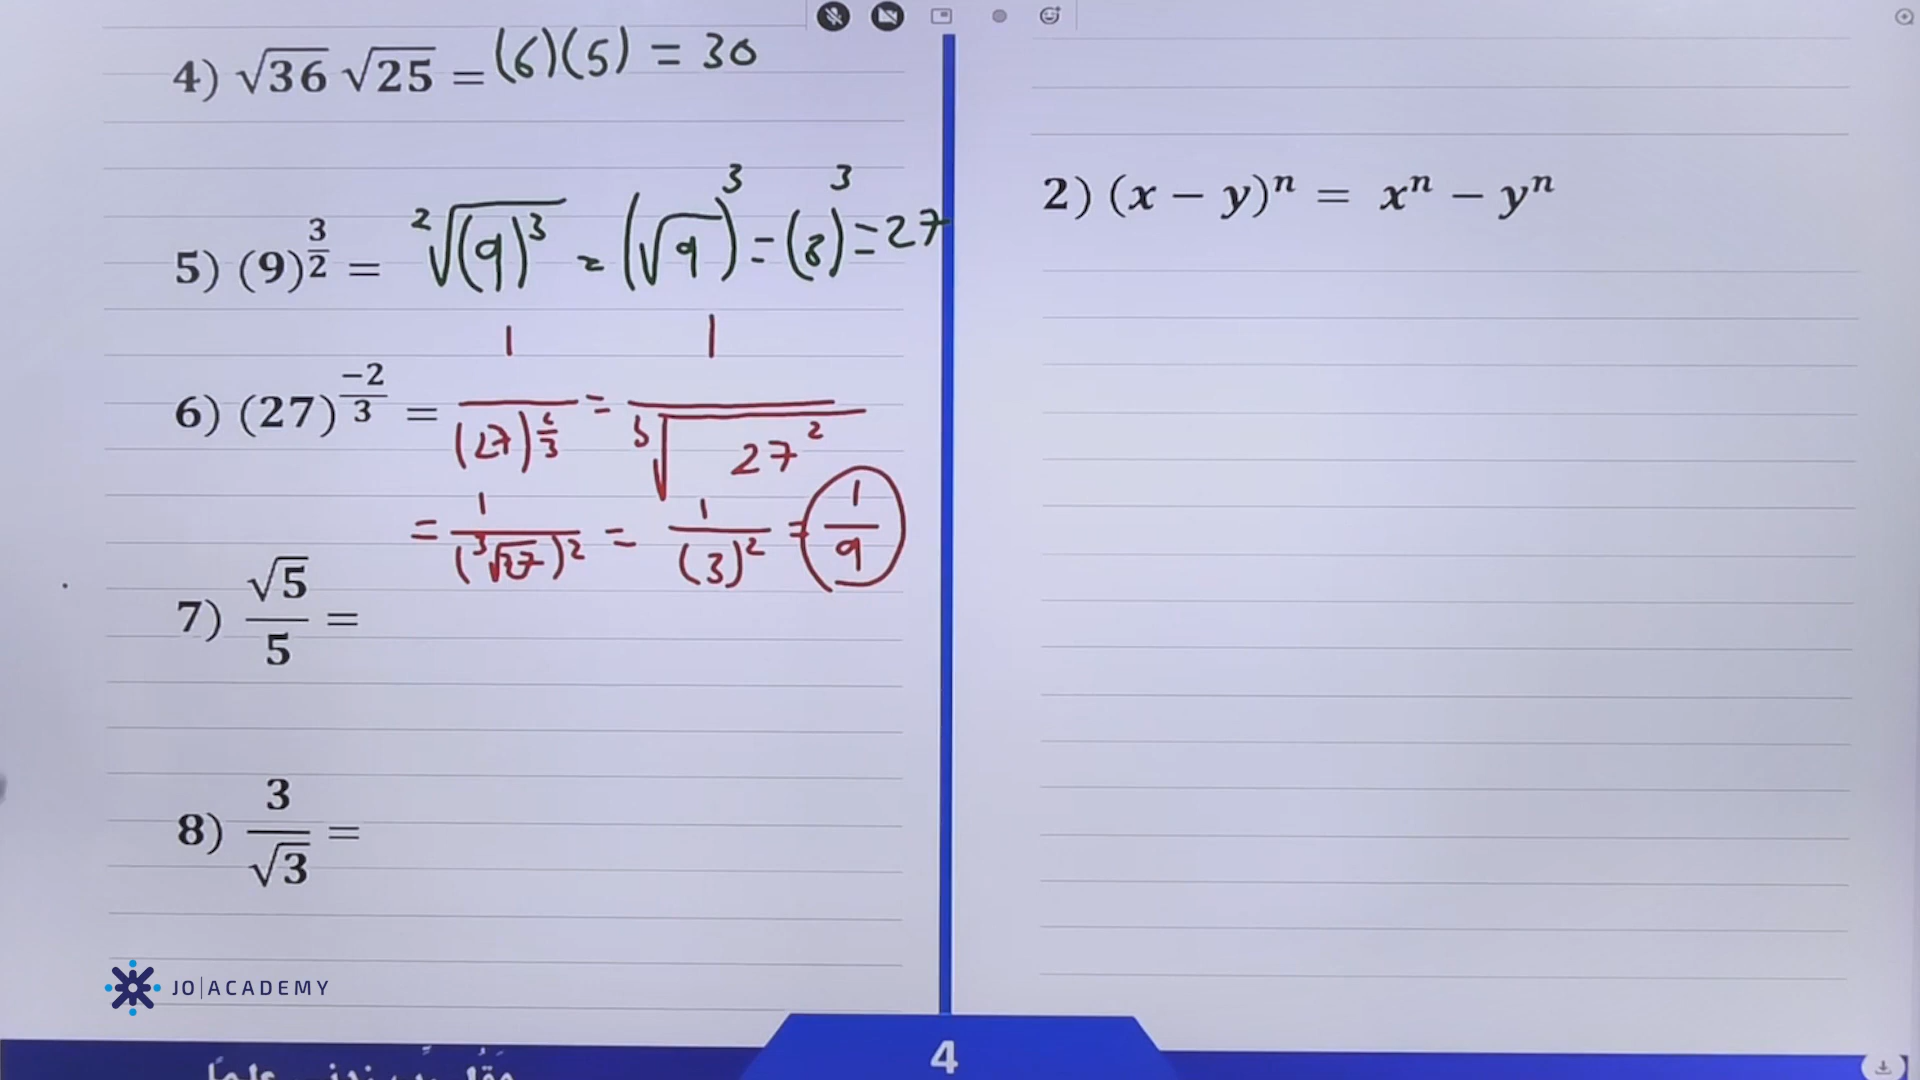 4) √36 √25 = (6)(5) = 30
5) (9)^(3/2) = ²√(9)³ = (√9)³ = (3)³ = 27
6) (27)^(-2/3) = 1/(27)^(2/3) = 1/³√27²
= 1/(³√27)² = 1/(3)² = 1/9
7) √5/5 =
8) 3/√3 =
JO|ACADEMY
2) (x − y)ⁿ = xⁿ − yⁿ
4